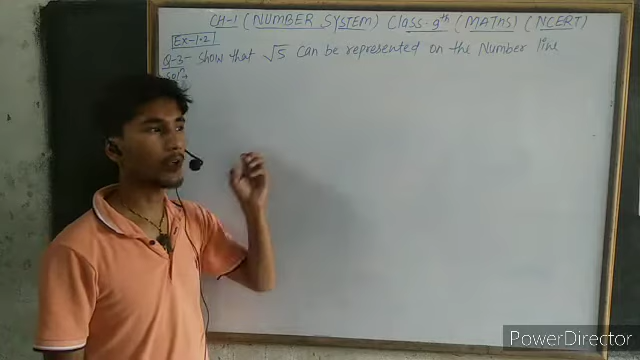 CH-1 (NUMBER SYSTEM) Class-9th (MATHS) (NCERT)
Ex-1.2
Q-3- Show that √5 can be represented on the Number line
Sol^n
PowerDirector